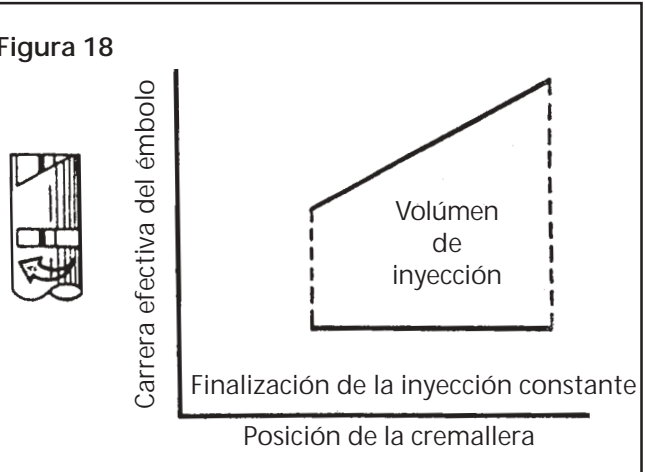 Figura 18
Carrera efectiva del émbolo
Volúmen
de
inyección
Finalización de la inyección constante
Posición de la cremallera